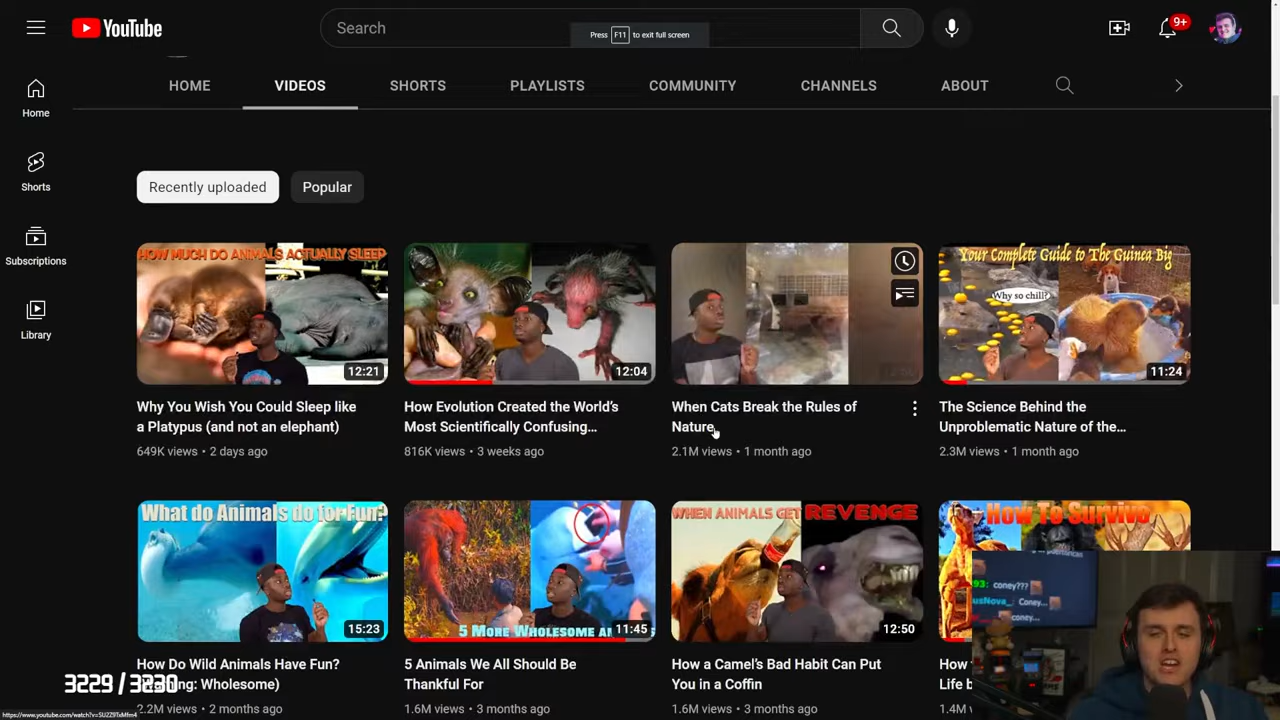 YouTube
Search
Press F11 to exit full screen
9+
HOME
VIDEOS
SHORTS
PLAYLISTS
COMMUNITY
CHANNELS
ABOUT
Home
Shorts
Subscriptions
Library
Recently uploaded
Popular
HOW MUCH DO ANIMALS ACTUALLY SLEEP
12:21
12:04
Your Complete Guide to The Guinea Big
Why so chill?
11:24
Why You Wish You Could Sleep like
a Platypus (and not an elephant)
649K views • 2 days ago
How Evolution Created the World's
Most Scientifically Confusing...
816K views • 3 weeks ago
When Cats Break the Rules of
Nature
2.1M views • 1 month ago
The Science Behind the
Unproblematic Nature of the...
2.3M views • 1 month ago
What do Animals do for Fun?
15:23
5 MORE WHOLESOME
11:45
WHEN ANIMALS GET REVENGE
12:50
How To Survive
93: coney???
usNova_: Coney...
Coney...
How Do Wild Animals Have Fun?
Wholesome)
2.2M views • 2 months ago
5 Animals We All Should Be
Thankful For
1.6M views • 3 months ago
How a Camel's Bad Habit Can Put
You in a Coffin
1.6M views • 3 months ago
How
Life
1.4M
3229 / 3230